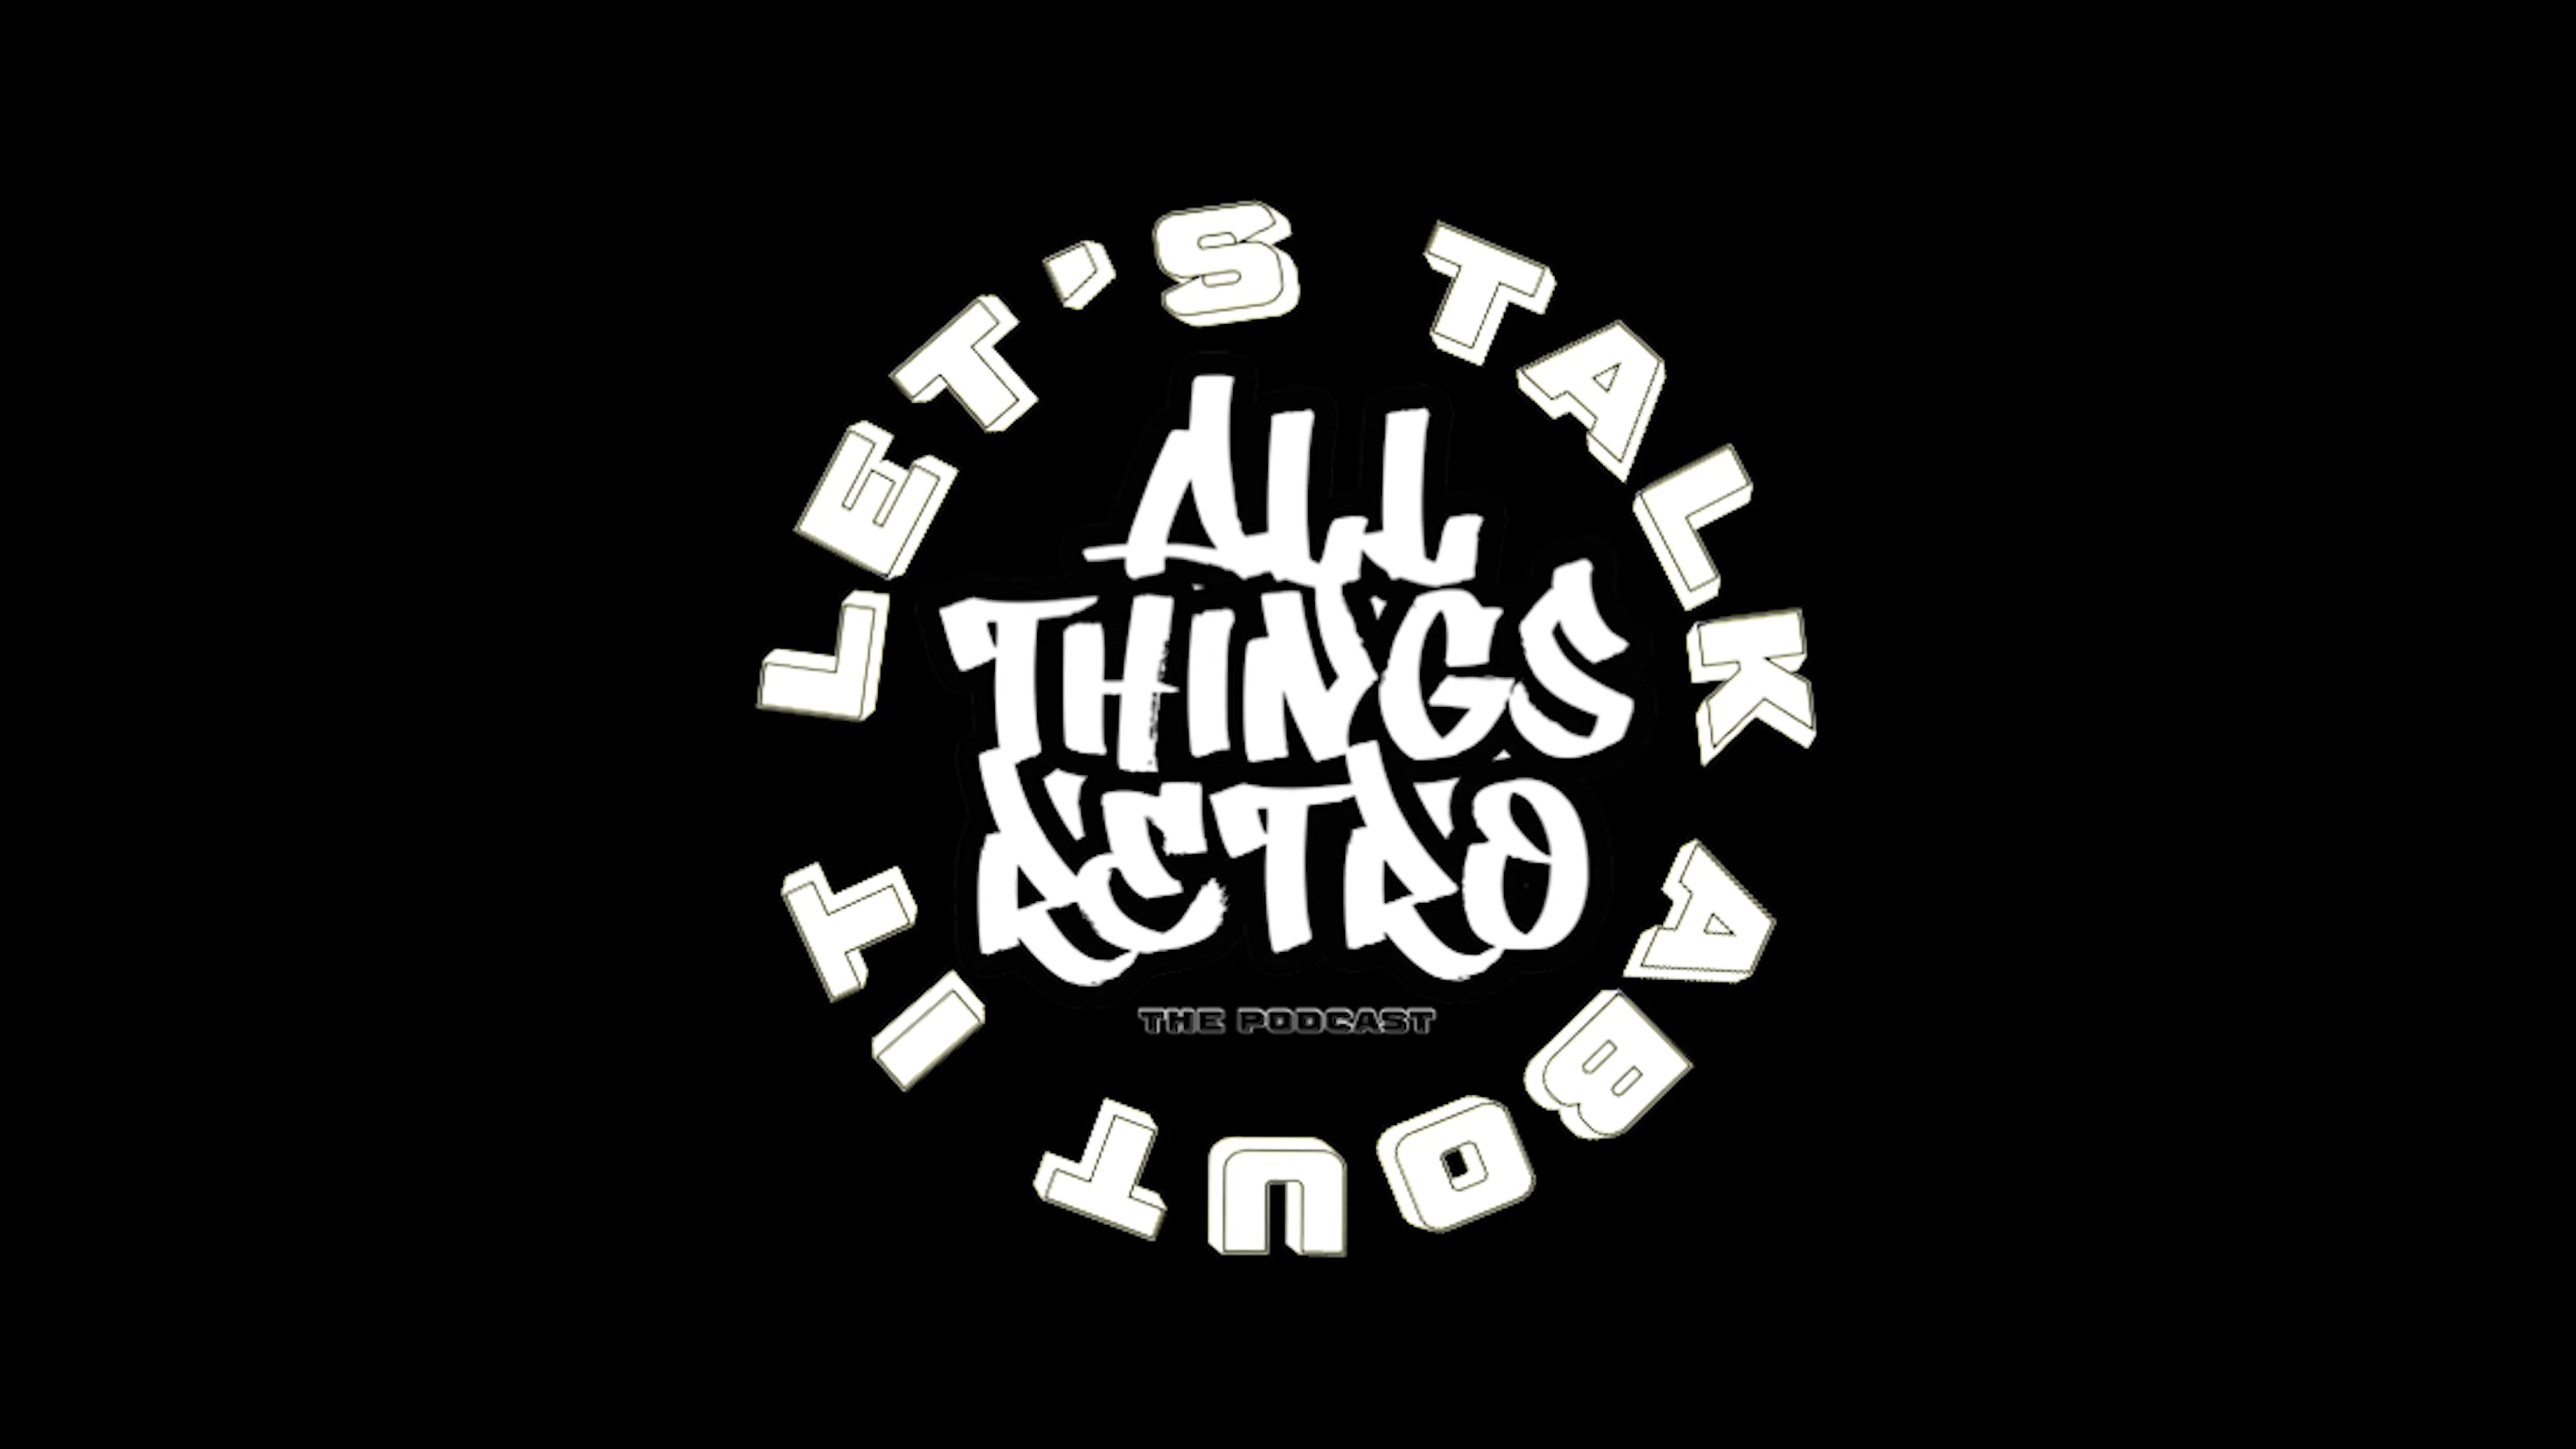 LET'S TALK ABOUT IT
ALL
THINGS
RETRO
THE PODCAST